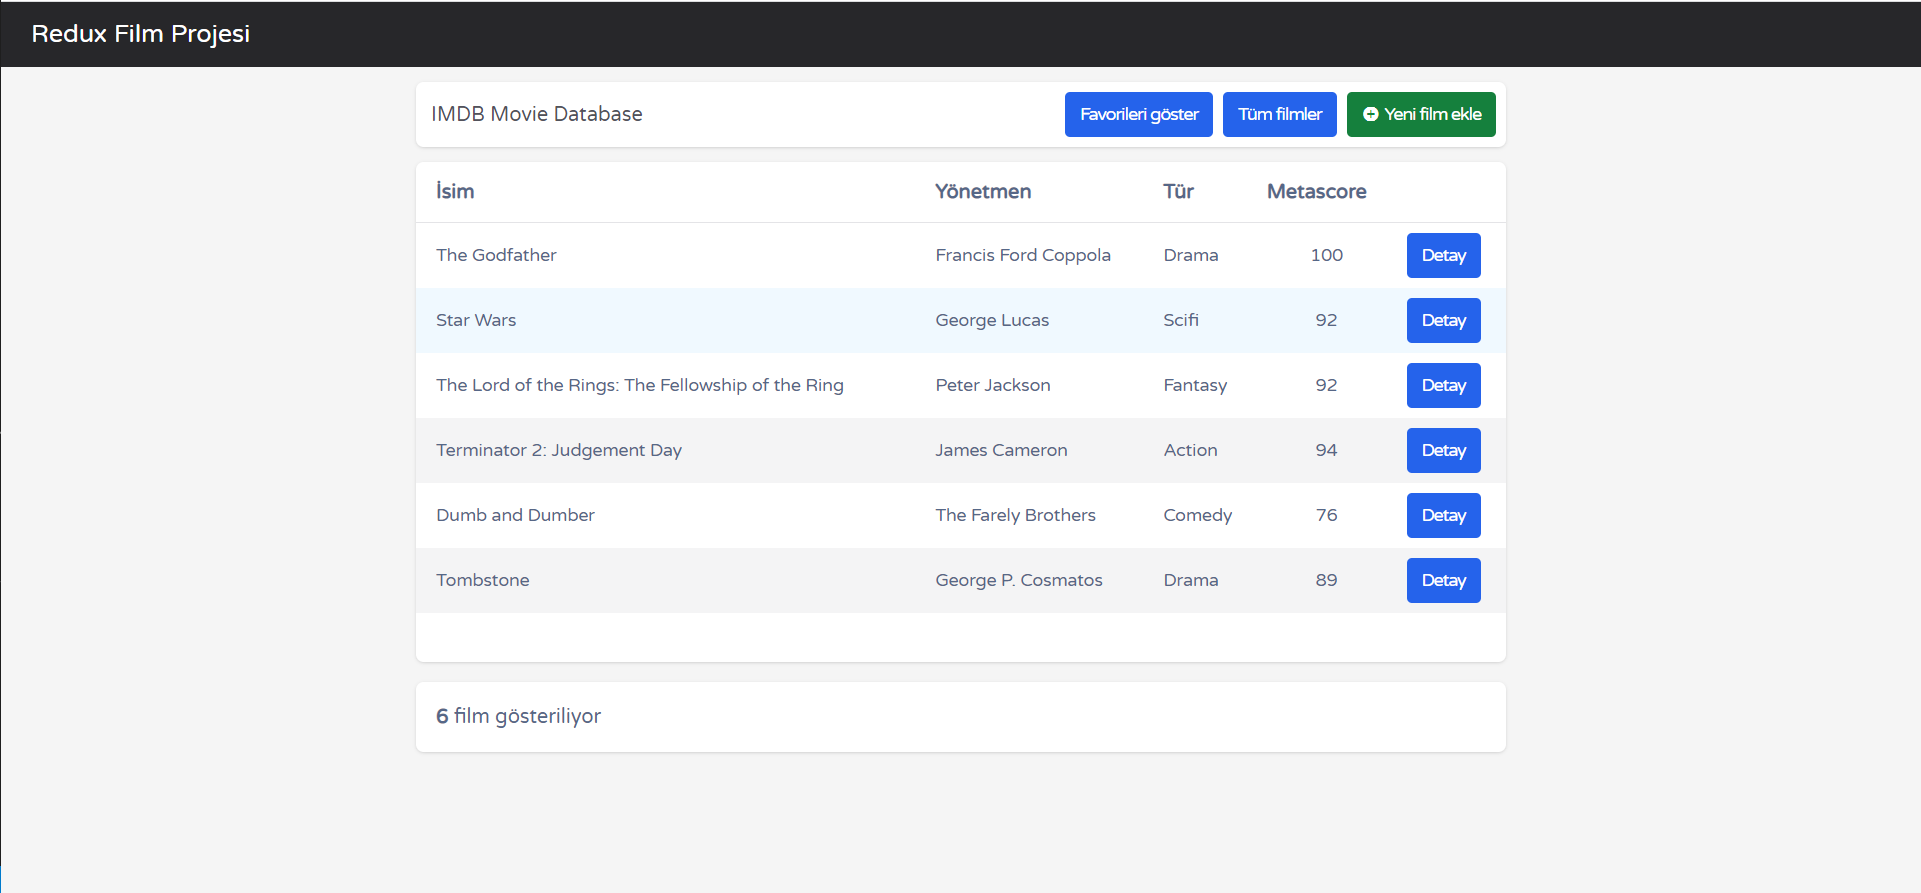 Redux Film Projesi
IMDB Movie Database Favorileri göster Tüm filmler Yeni film ekle
İsim Yönetmen Tür Metascore
The Godfather Francis Ford Coppola Drama 100 Detay
Star Wars George Lucas Scifi 92 Detay
The Lord of the Rings: The Fellowship of the Ring Peter Jackson Fantasy 92 Detay
Terminator 2: Judgement Day James Cameron Action 94 Detay
Dumb and Dumber The Farely Brothers Comedy 76 Detay
Tombstone George P. Cosmatos Drama 89 Detay
6 film gösteriliyor